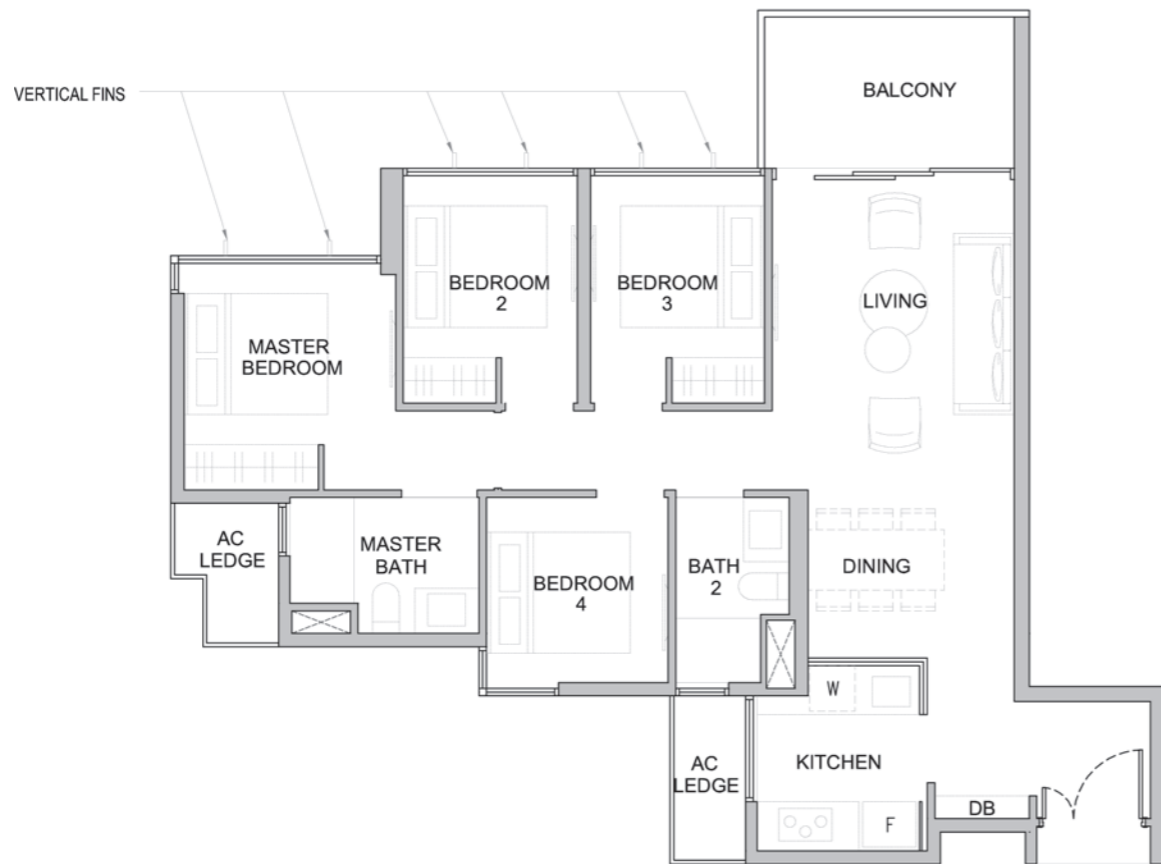 BALCONY
VERTICAL FINS
BEDROOM
2
BEDROOM
3
LIVING
MASTER
BEDROOM
AC
LEDGE
MASTER
BATH
BEDROOM
4
BATH
2
DINING
W
KITCHEN
AC
LEDGE
F
DB